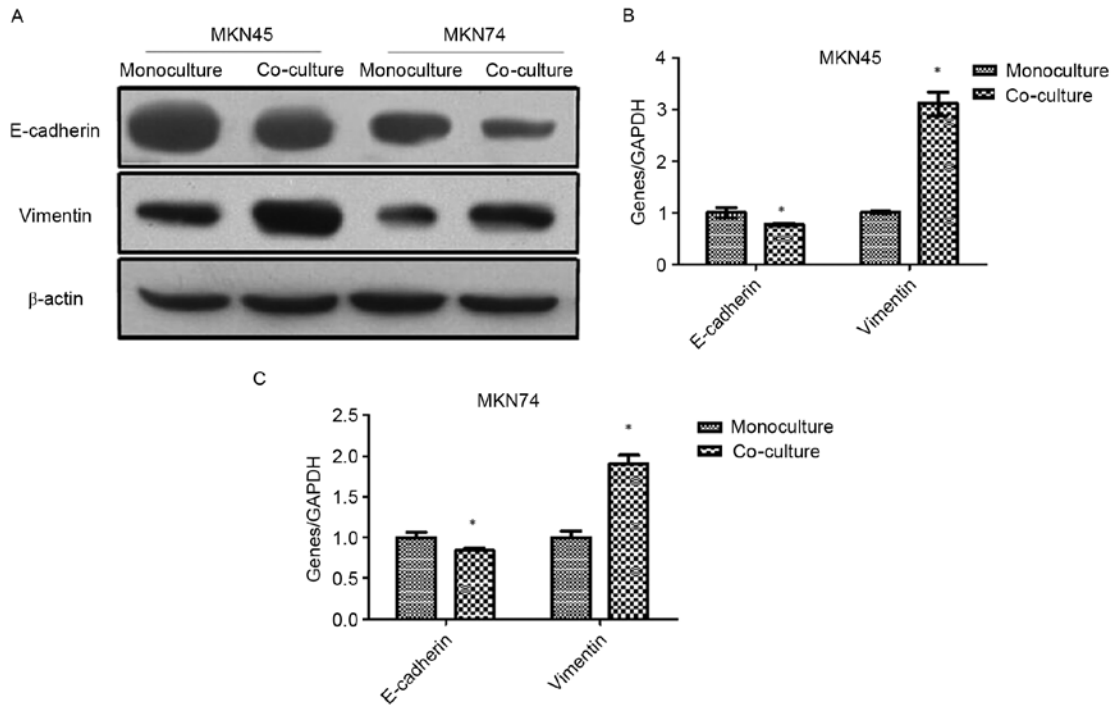 A
MKN45
MKN74
Monoculture
Co-culture
Monoculture
Co-culture
E-cadherin
Vimentin
β-actin
B
MKN45
Monoculture
Co-culture
Genes/GAPDH
4
3
2
1
0
*
*
E-cadherin
Vimentin
C
MKN74
Monoculture
Co-culture
Genes/GAPDH
2.5
2.0
1.5
1.0
0.5
0.0
*
*
E-cadherin
Vimentin